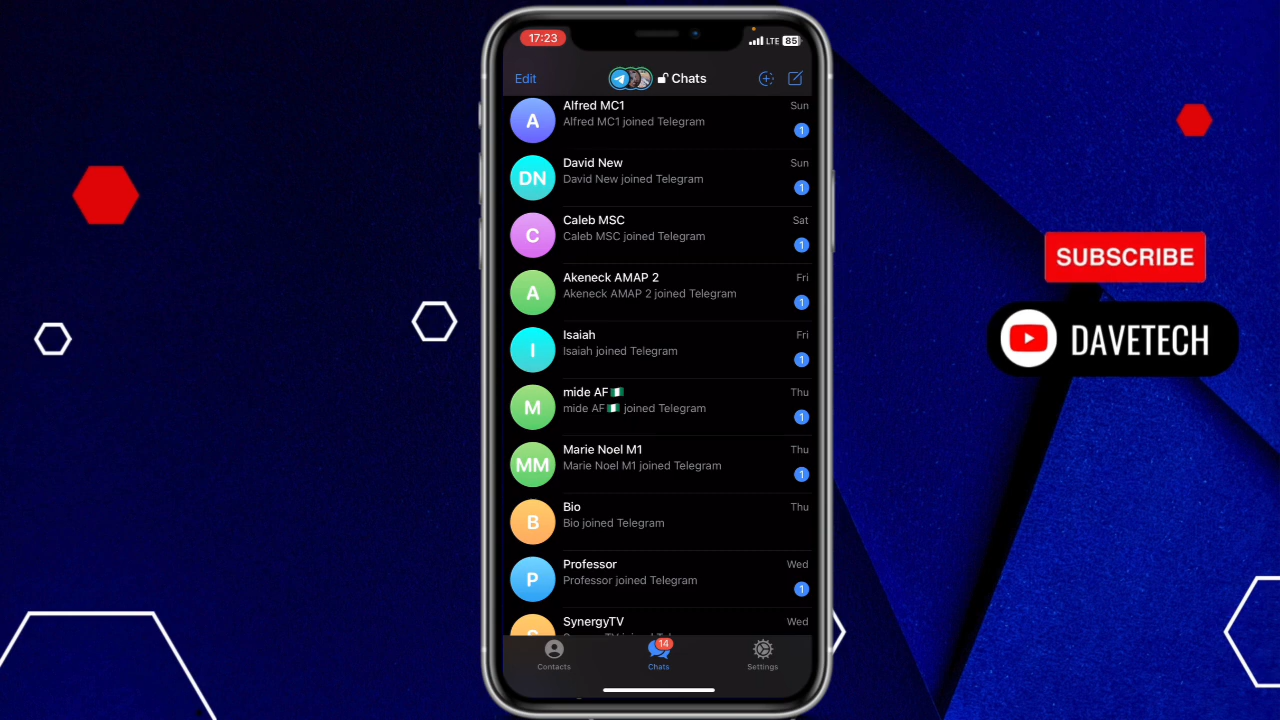 17:23
LTE 85
Edit
Chats
Alfred MC1
Sun
A
Alfred MC1 joined Telegram
1
David New
Sun
DN
David New joined Telegram
1
Caleb MSC
Sat
C
Caleb MSC joined Telegram
1
Akeneck AMAP 2
Fri
A
Akeneck AMAP 2 joined Telegram
1
Isaiah
Fri
I
Isaiah joined Telegram
1
mide AF🇳🇬
Thu
M
mide AF🇳🇬 joined Telegram
1
Marie Noel M1
Thu
MM
Marie Noel M1 joined Telegram
1
Bio
Thu
B
Bio joined Telegram
Professor
Wed
P
Professor joined Telegram
1
SynergyTV
Wed
14
Contacts
Chats
Settings
SUBSCRIBE
DAVETECH